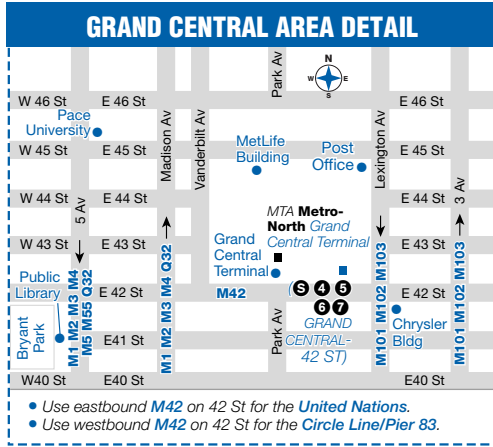 GRAND CENTRAL AREA DETAIL
Park Av
N
W E
S
W 46 St E 46 St E 46 St
Pace
University
Madison Av
Vanderbilt Av
Lexington Av
W 45 St E 45 St E 45 St
MetLife
Building
Post
Office
5 Av
3 Av
W 44 St E 44 St E 44 St
MTA Metro-
North Grand
Central Terminal
W 43 St E 43 St E 43 St
Grand
Central
Terminal
Public
Library
M1 M2 M3 M4
M5 M55 Q32
M1 M2 M3 M4 Q32
M101 M102 M103
M101 M102 M103
E 42 St M42 E 42 St
(S 4 5
6 7
GRAND
CENTRAL-
42 ST)
Park Av
Chrysler
Bldg
Bryant
Park
E41 St E 41 St
W40 St E40 St E40 St
• Use eastbound M42 on 42 St for the United Nations.
• Use westbound M42 on 42 St for the Circle Line/Pier 83.